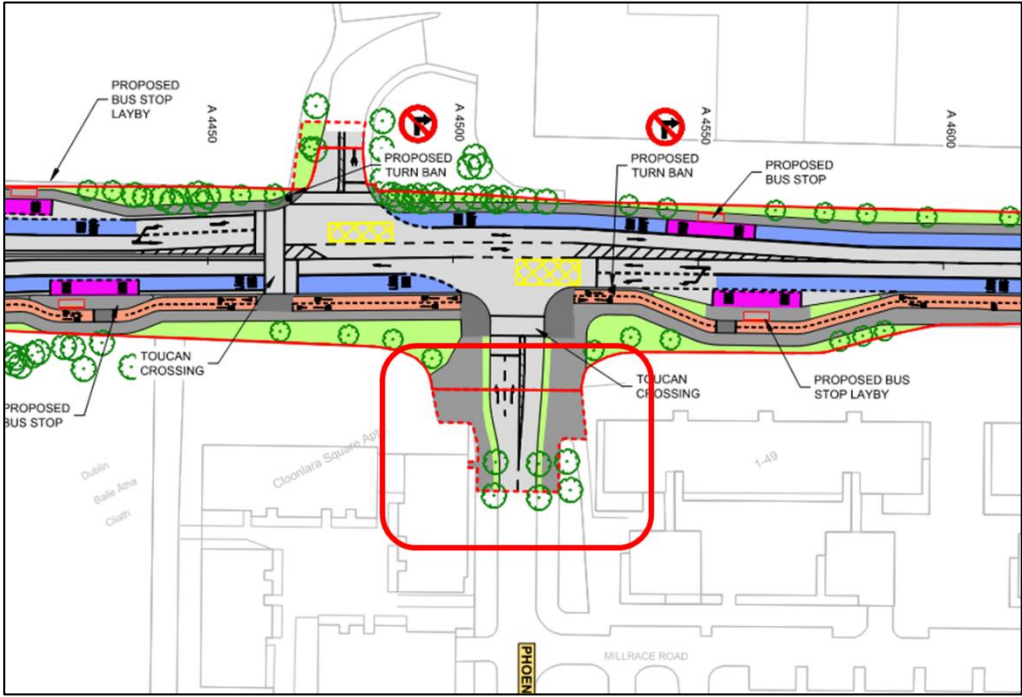 PROPOSED
BUS STOP
LAYBY
A 4450
A 4500
A 4550
A 4600
PROPOSED
TURN BAN
PROPOSED
TURN BAN
PROPOSED
BUS STOP
TOUCAN
CROSSING
TOUCAN
CROSSING
PROPOSED BUS
STOP LAYBY
PROPOSED
BUS STOP
Cloonlara Square Apts
1-49
Dublin
Baile Atha
Cliath
MILLRACE ROAD
PHOEN